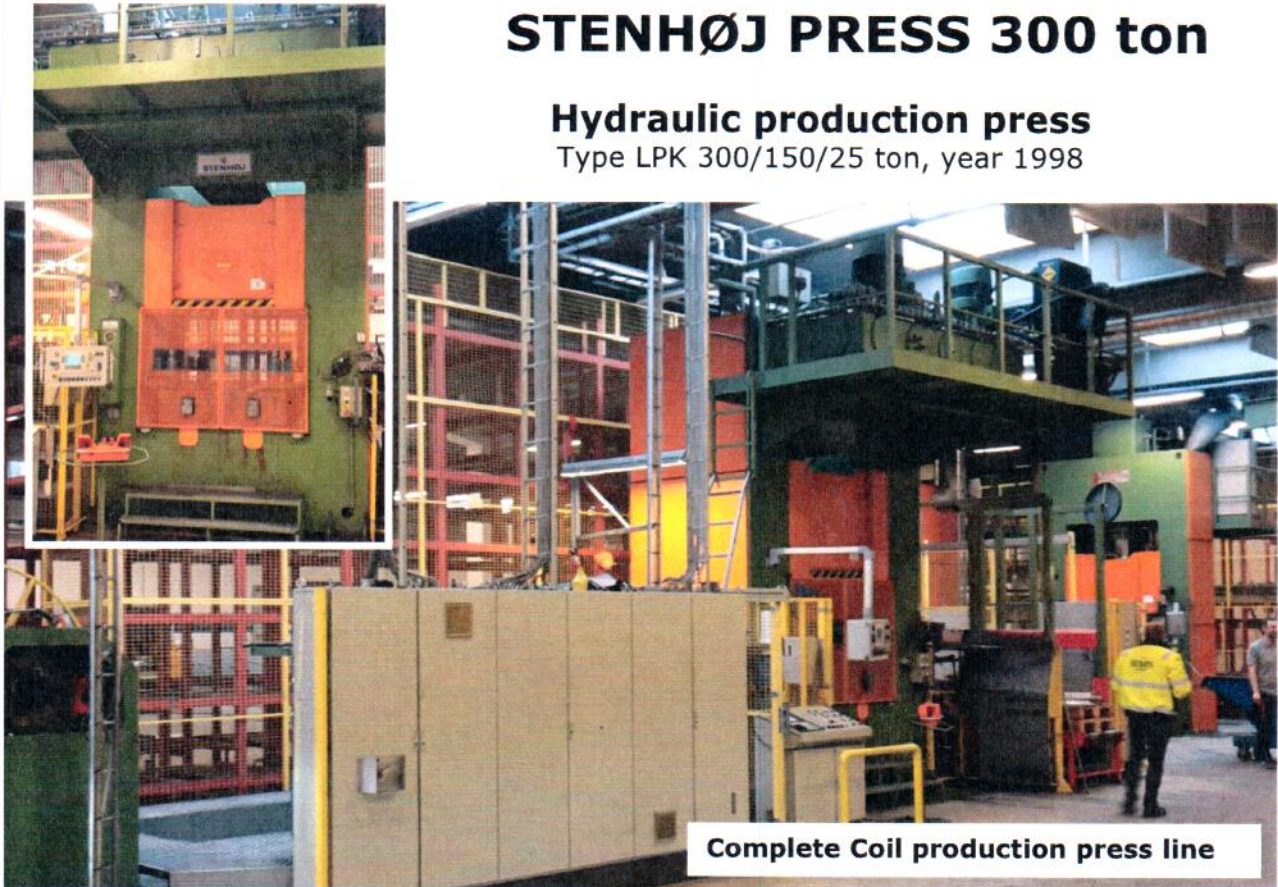 STENHØJ PRESS 300 ton
Hydraulic production press
Type LPK 300/150/25 ton, year 1998
STENHØJ
Complete Coil production press line